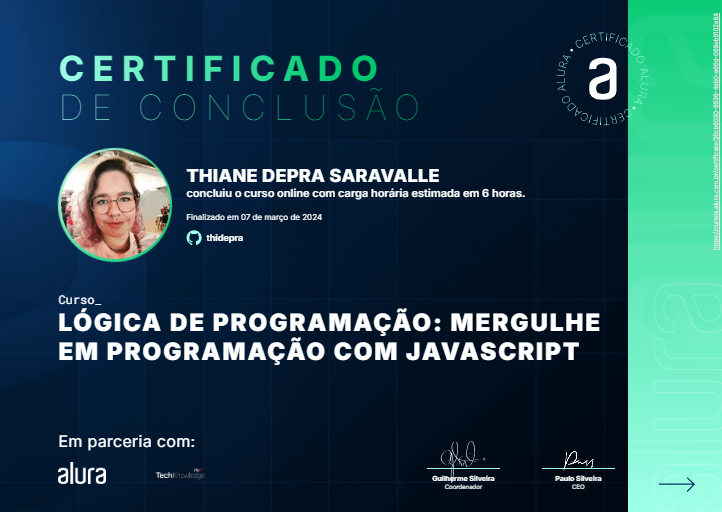 CERTIFICADO
DE CONCLUSÃO
CERTIFICADO ALURA • CERTIFICADO ALURA •
a
THIANE DEPRA SARAVALLE
concluiu o curso online com carga horária estimada em 6 horas.
Finalizado em 07 de março de 2024
thidepra
Curso_
LÓGICA DE PROGRAMAÇÃO: MERGULHE
EM PROGRAMAÇÃO COM JAVASCRIPT
Em parceria com:
alura
TechKnowledge
Guilherme Silveira
Coordenador
Paulo Silveira
CEO
alura